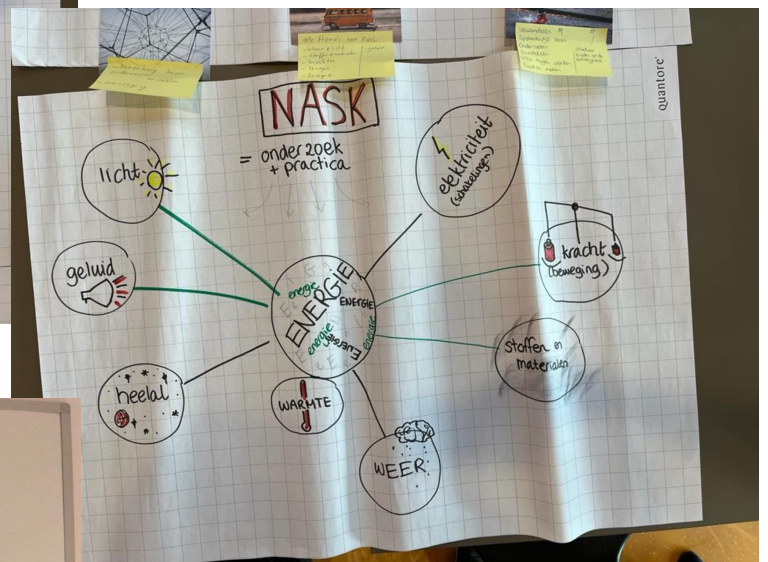 quantore
NASK
= onderzoek
+ practica
licht
elektriciteit
(schakelingen)
geluid
kracht
(beweging)
energie
ENERGIE
ENERGIE
energie
energie
ENERGIE
stoffen en
materialen
heelal
WARMTE
WEER